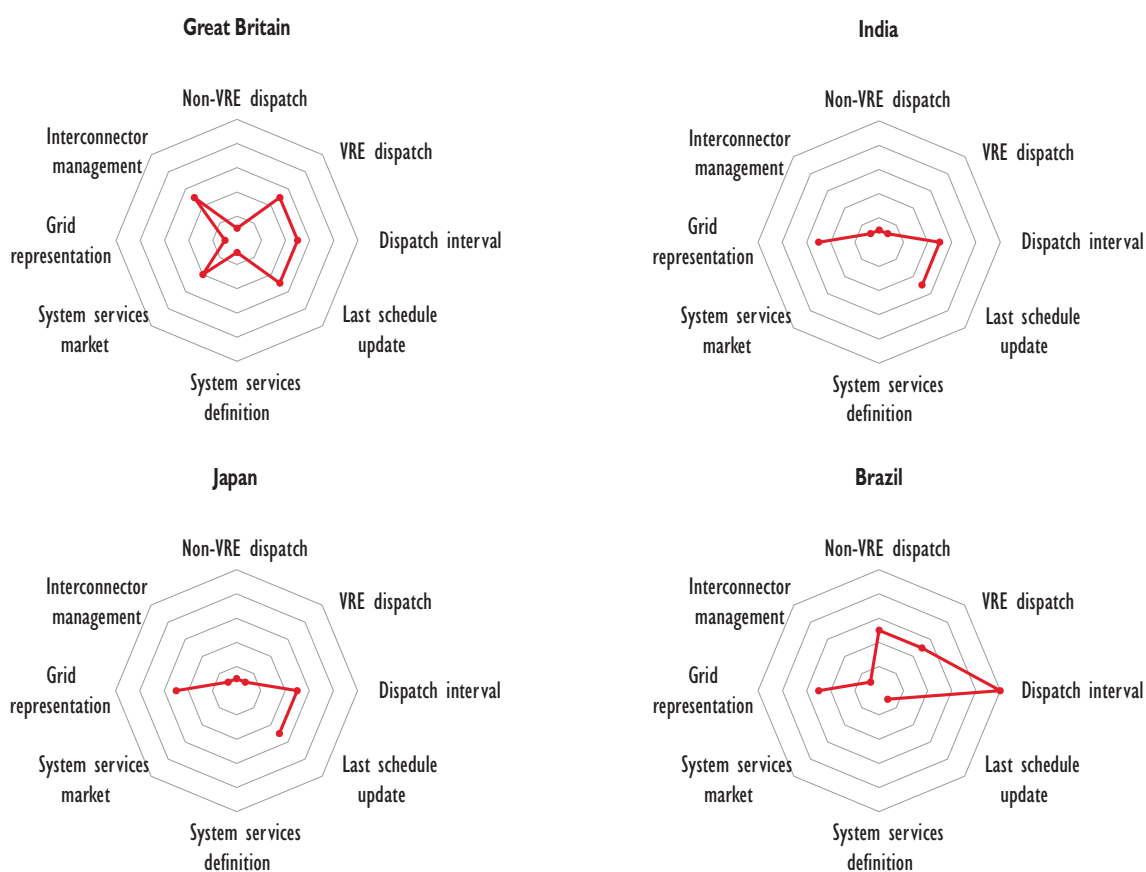 Great Britain
Non-VRE dispatch
Interconnector
management
VRE dispatch
Grid
representation
Dispatch interval
System services
market
Last schedule
update
System services
definition
India
Non-VRE dispatch
Interconnector
management
VRE dispatch
Grid
representation
Dispatch interval
System services
market
Last schedule
update
System services
definition
Japan
Non-VRE dispatch
Interconnector
management
VRE dispatch
Grid
representation
Dispatch interval
System services
market
Last schedule
update
System services
definition
Brazil
Non-VRE dispatch
Interconnector
management
VRE dispatch
Grid
representation
Dispatch interval
System services
market
Last schedule
update
System services
definition